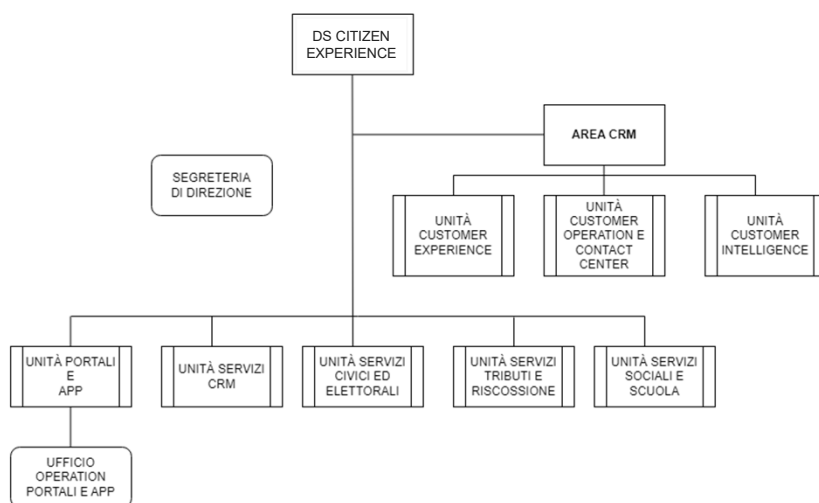 DS CITIZEN
EXPERIENCE
AREA CRM
SEGRETERIA
DI DIREZIONE
UNITÀ
CUSTOMER
EXPERIENCE
UNITÀ
CUSTOMER
OPERATION E
CONTACT
CENTER
UNITÀ
CUSTOMER
INTELLIGENCE
UNITÀ PORTALI
E
APP
UNITÀ SERVIZI
CRM
UNITÀ SERVIZI
CIVICI ED
ELETTORALI
UNITÀ SERVIZI
TRIBUTI E
RISCOSSIONE
UNITÀ SERVIZI
SOCIALI E
SCUOLA
UFFICIO
OPERATION
PORTALI E APP